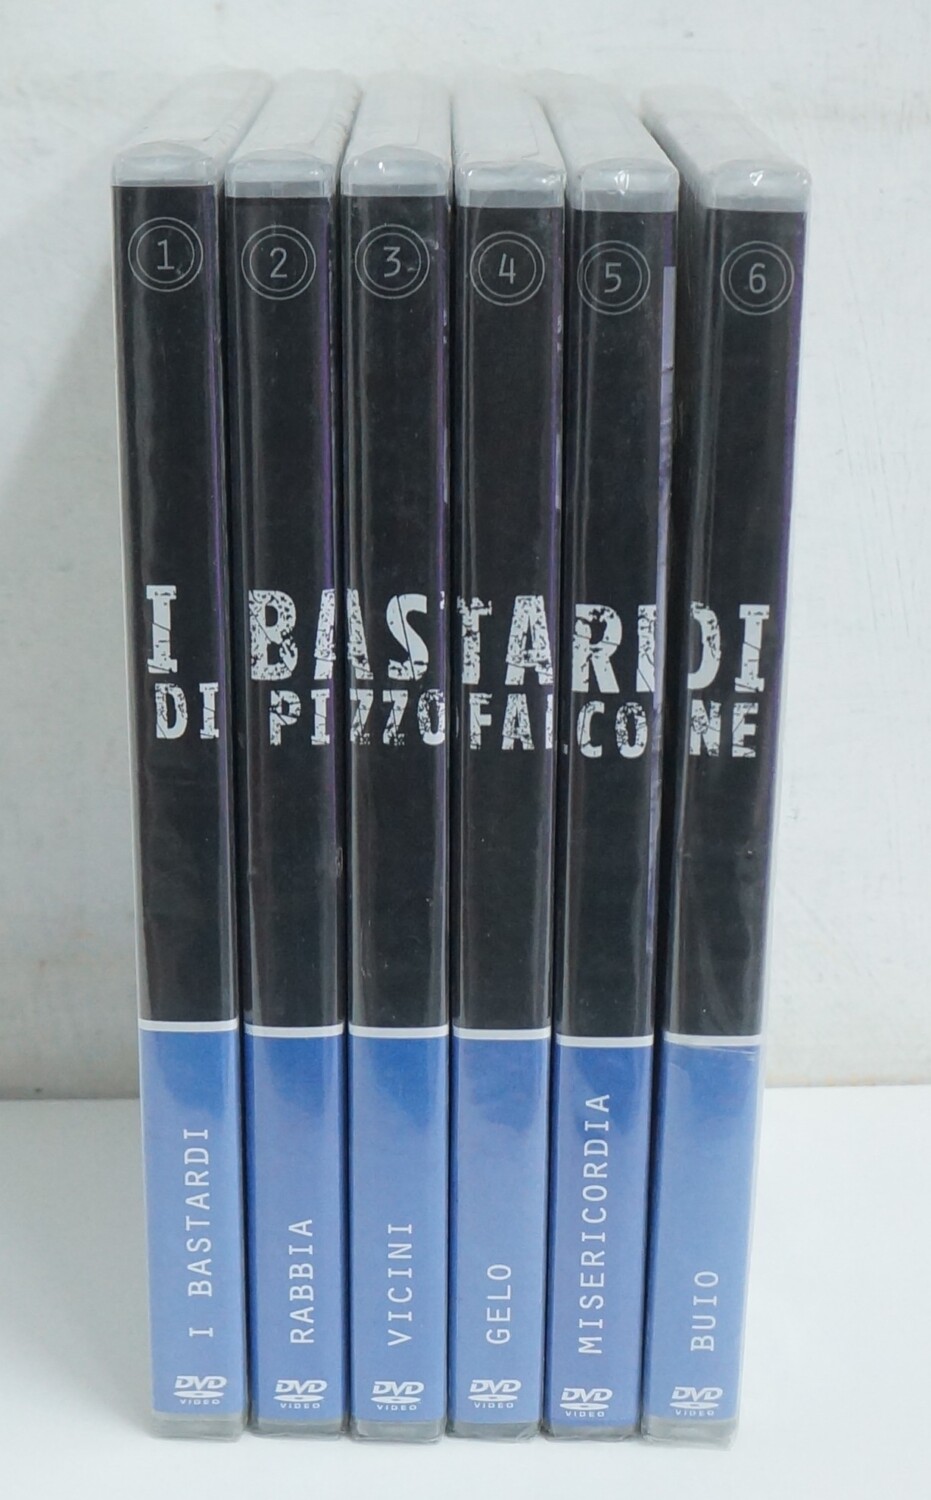 1 2 3 4 5 6
I BASTARDI
DI PIZZOFALCONE
I BASTARDI
RABBIA
VICINI
GELO
MISERICORDIA
BUIO
DVD VIDEO
DVD VIDEO
DVD VIDEO
DVD VIDEO
DVD VIDEO
DVD VIDEO